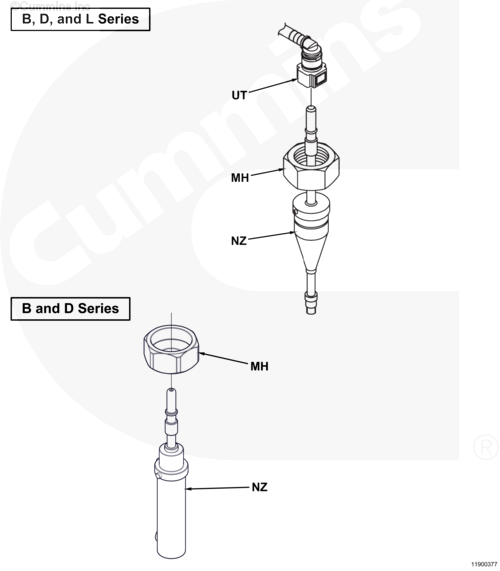 ©Cummins Inc
B, D, and L Series
UT
MH
NZ
Cummins
B and D Series
MH
NZ
®
11900377